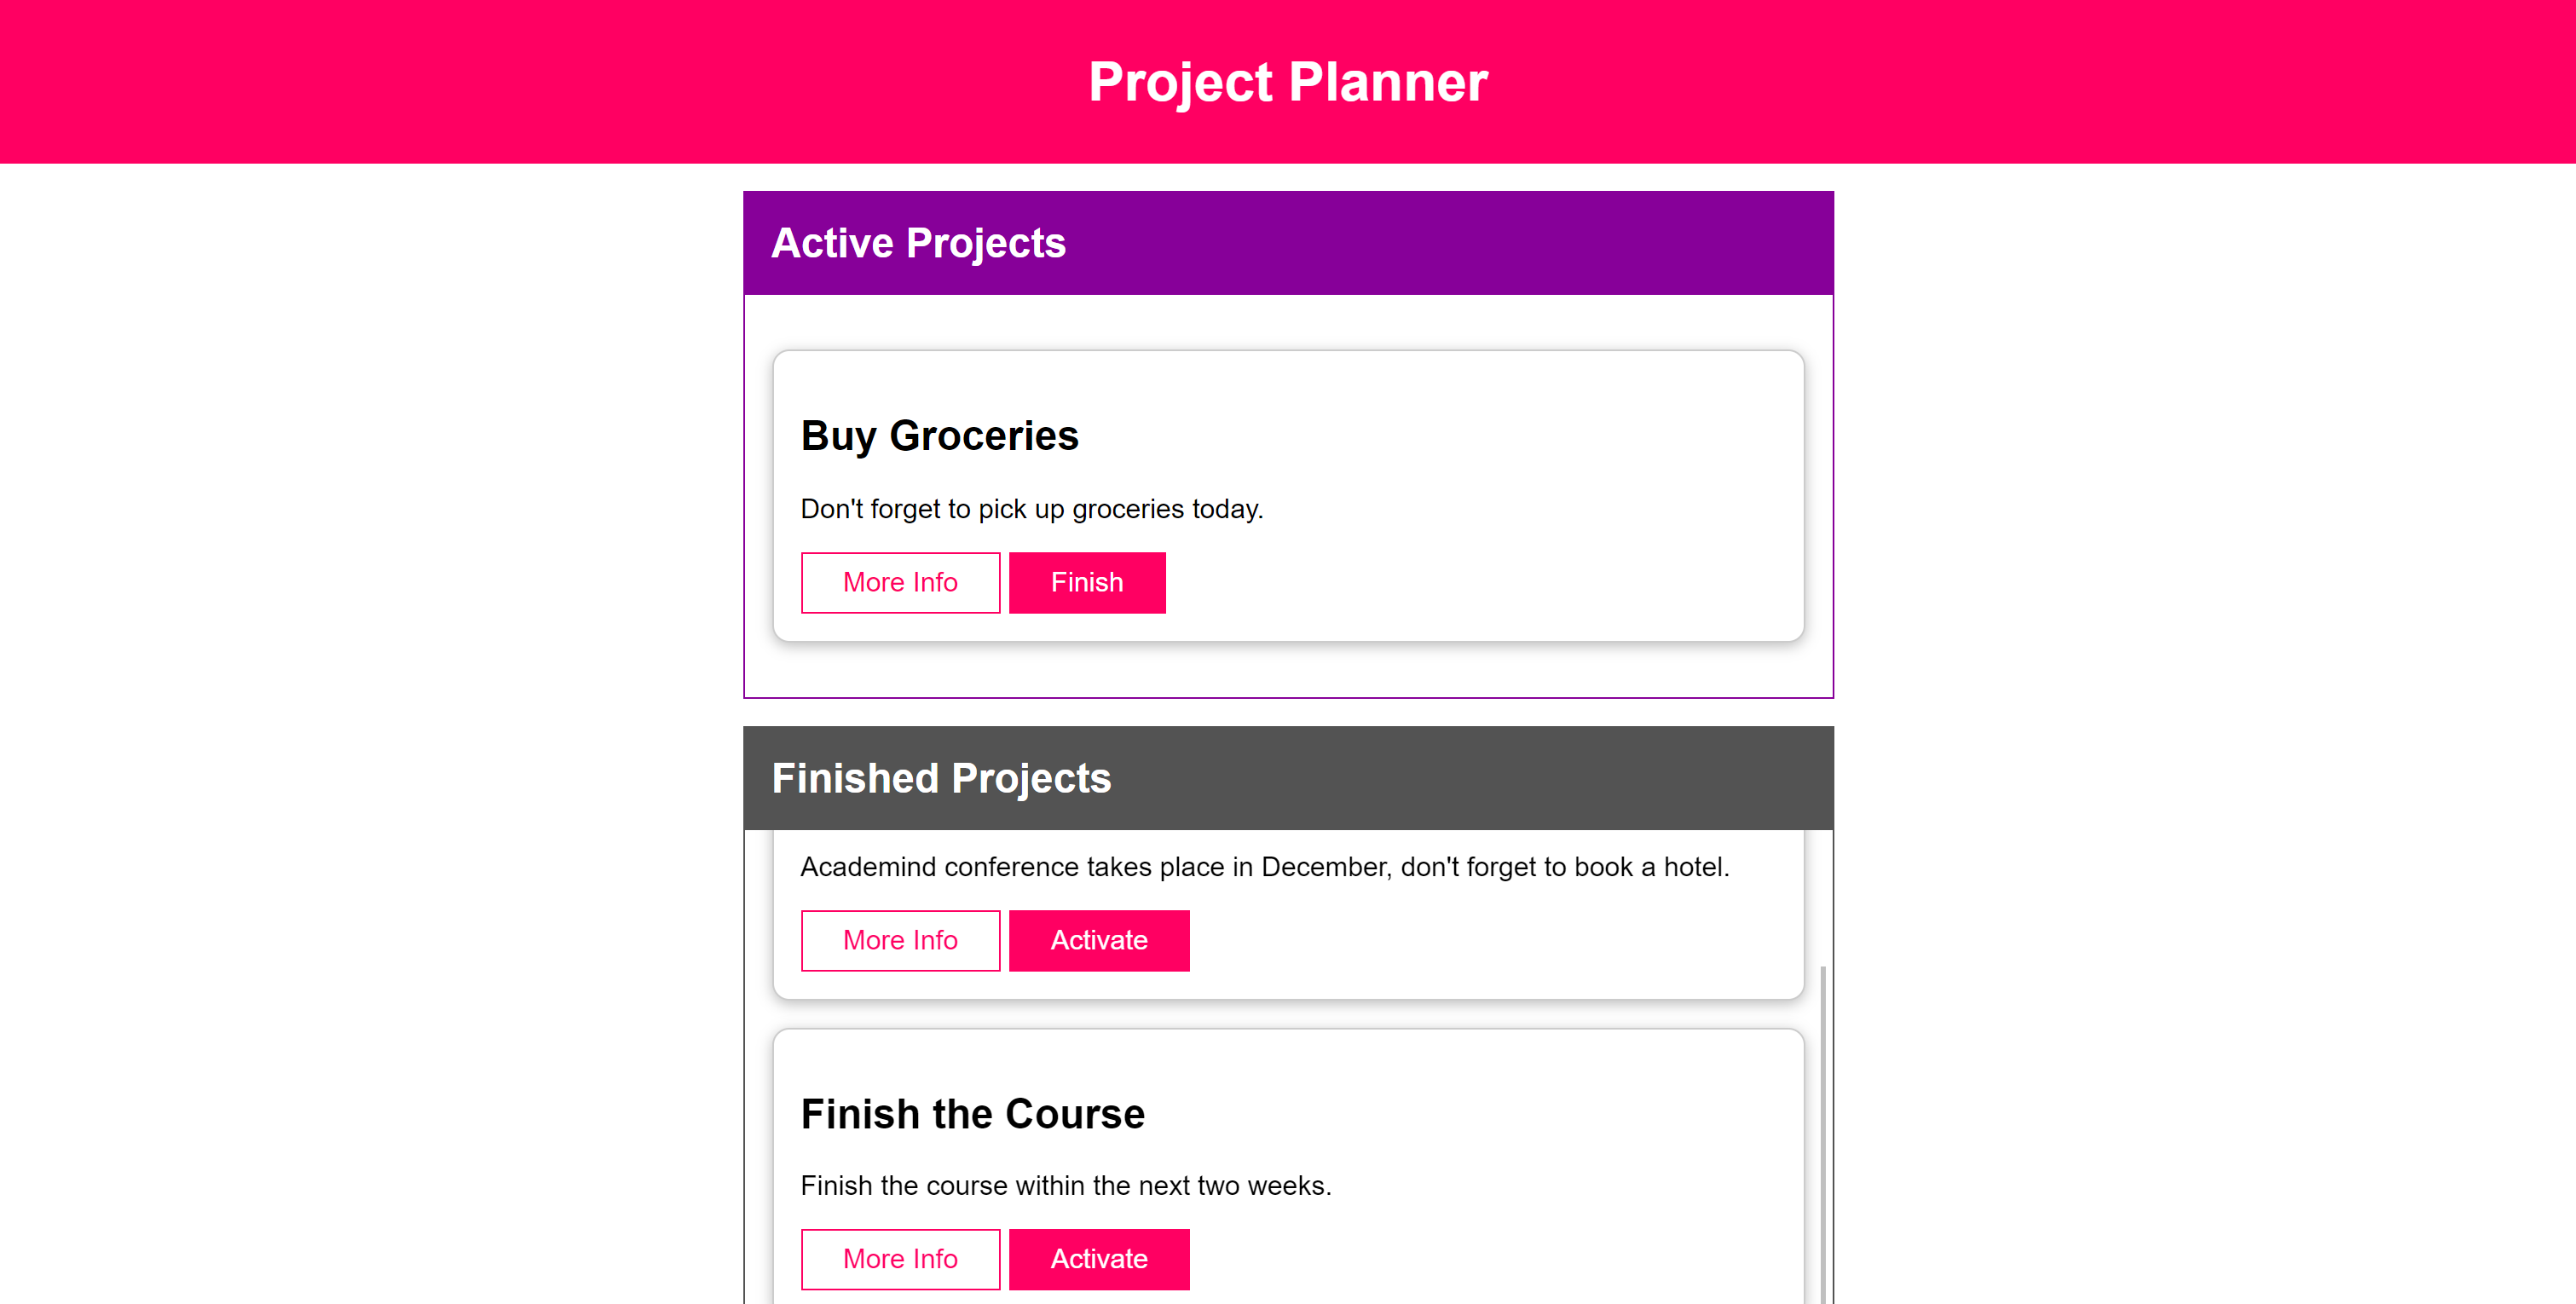 Project Planner
Active Projects
Buy Groceries
Don't forget to pick up groceries today.
More Info Finish
Finished Projects
Academind conference takes place in December, don't forget to book a hotel.
More Info Activate
Finish the Course
Finish the course within the next two weeks.
More Info Activate